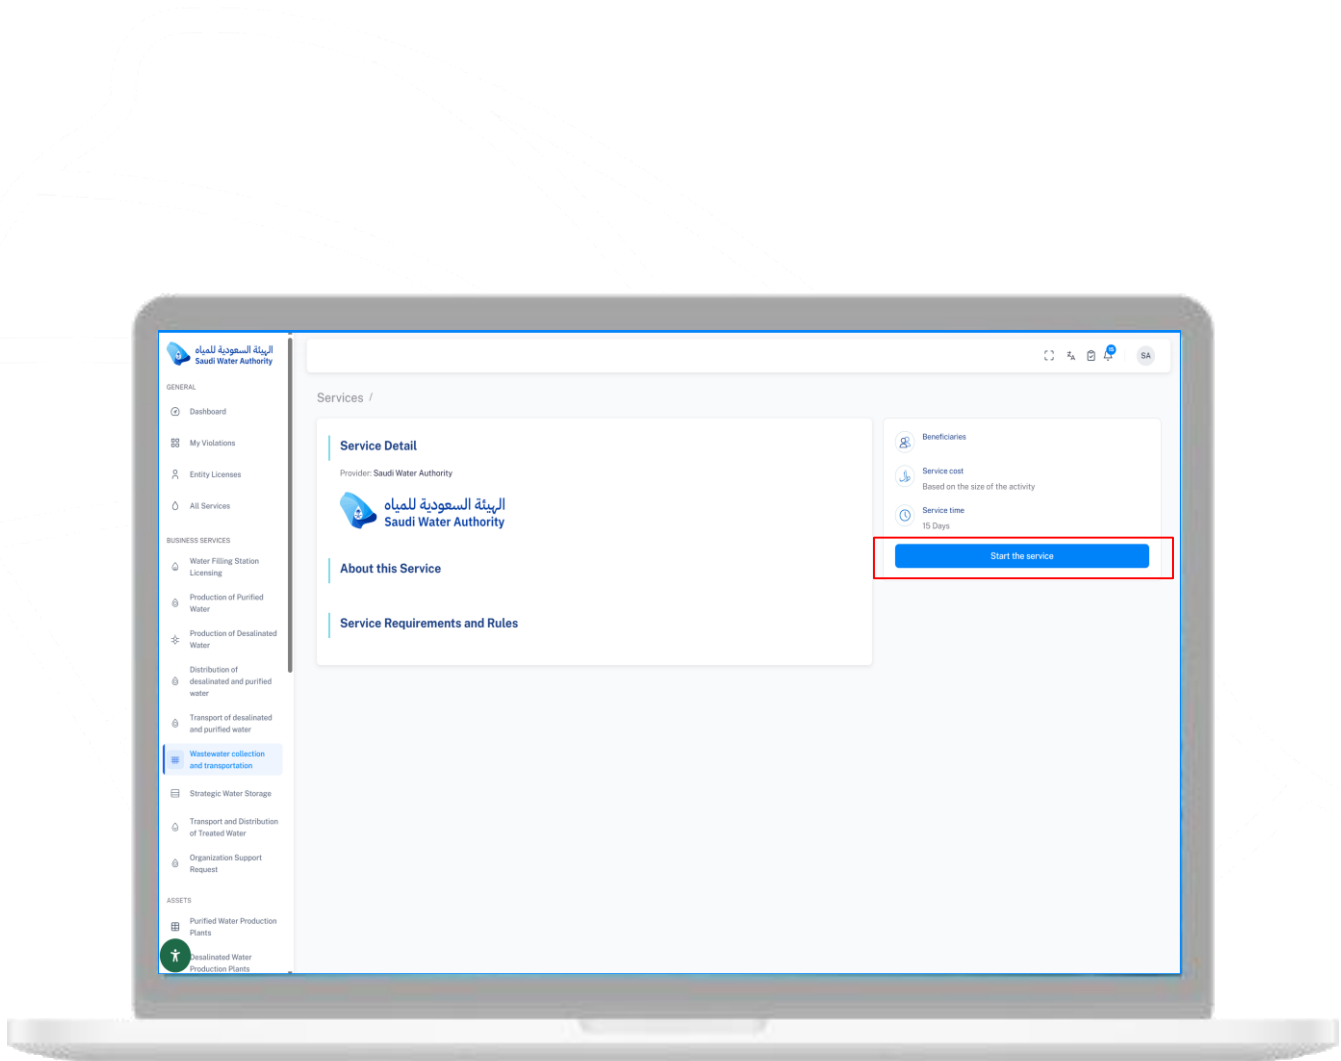 الهيئة السعودية للمياه
Saudi Water Authority
GENERAL
Dashboard
My Violations
Entity Licenses
All Services
BUSINESS SERVICES
Water Filling Station
Licensing
Production of Purified
Water
Production of Desalinated
Water
Distribution of
desalinated and purified
water
Transport of desalinated
and purified water
Wastewater collection
and transportation
Strategic Water Storage
Transport and Distribution
of Treated Water
Organization Support
Request
ASSETS
Purified Water Production
Plants
Desalinated Water
Production Plants
SA
Services /
Service Detail
Provider: Saudi Water Authority
الهيئة السعودية للمياه
Saudi Water Authority
About this Service
Service Requirements and Rules
Beneficiaries
Service cost
Based on the size of the activity
Service time
15 Days
Start the service